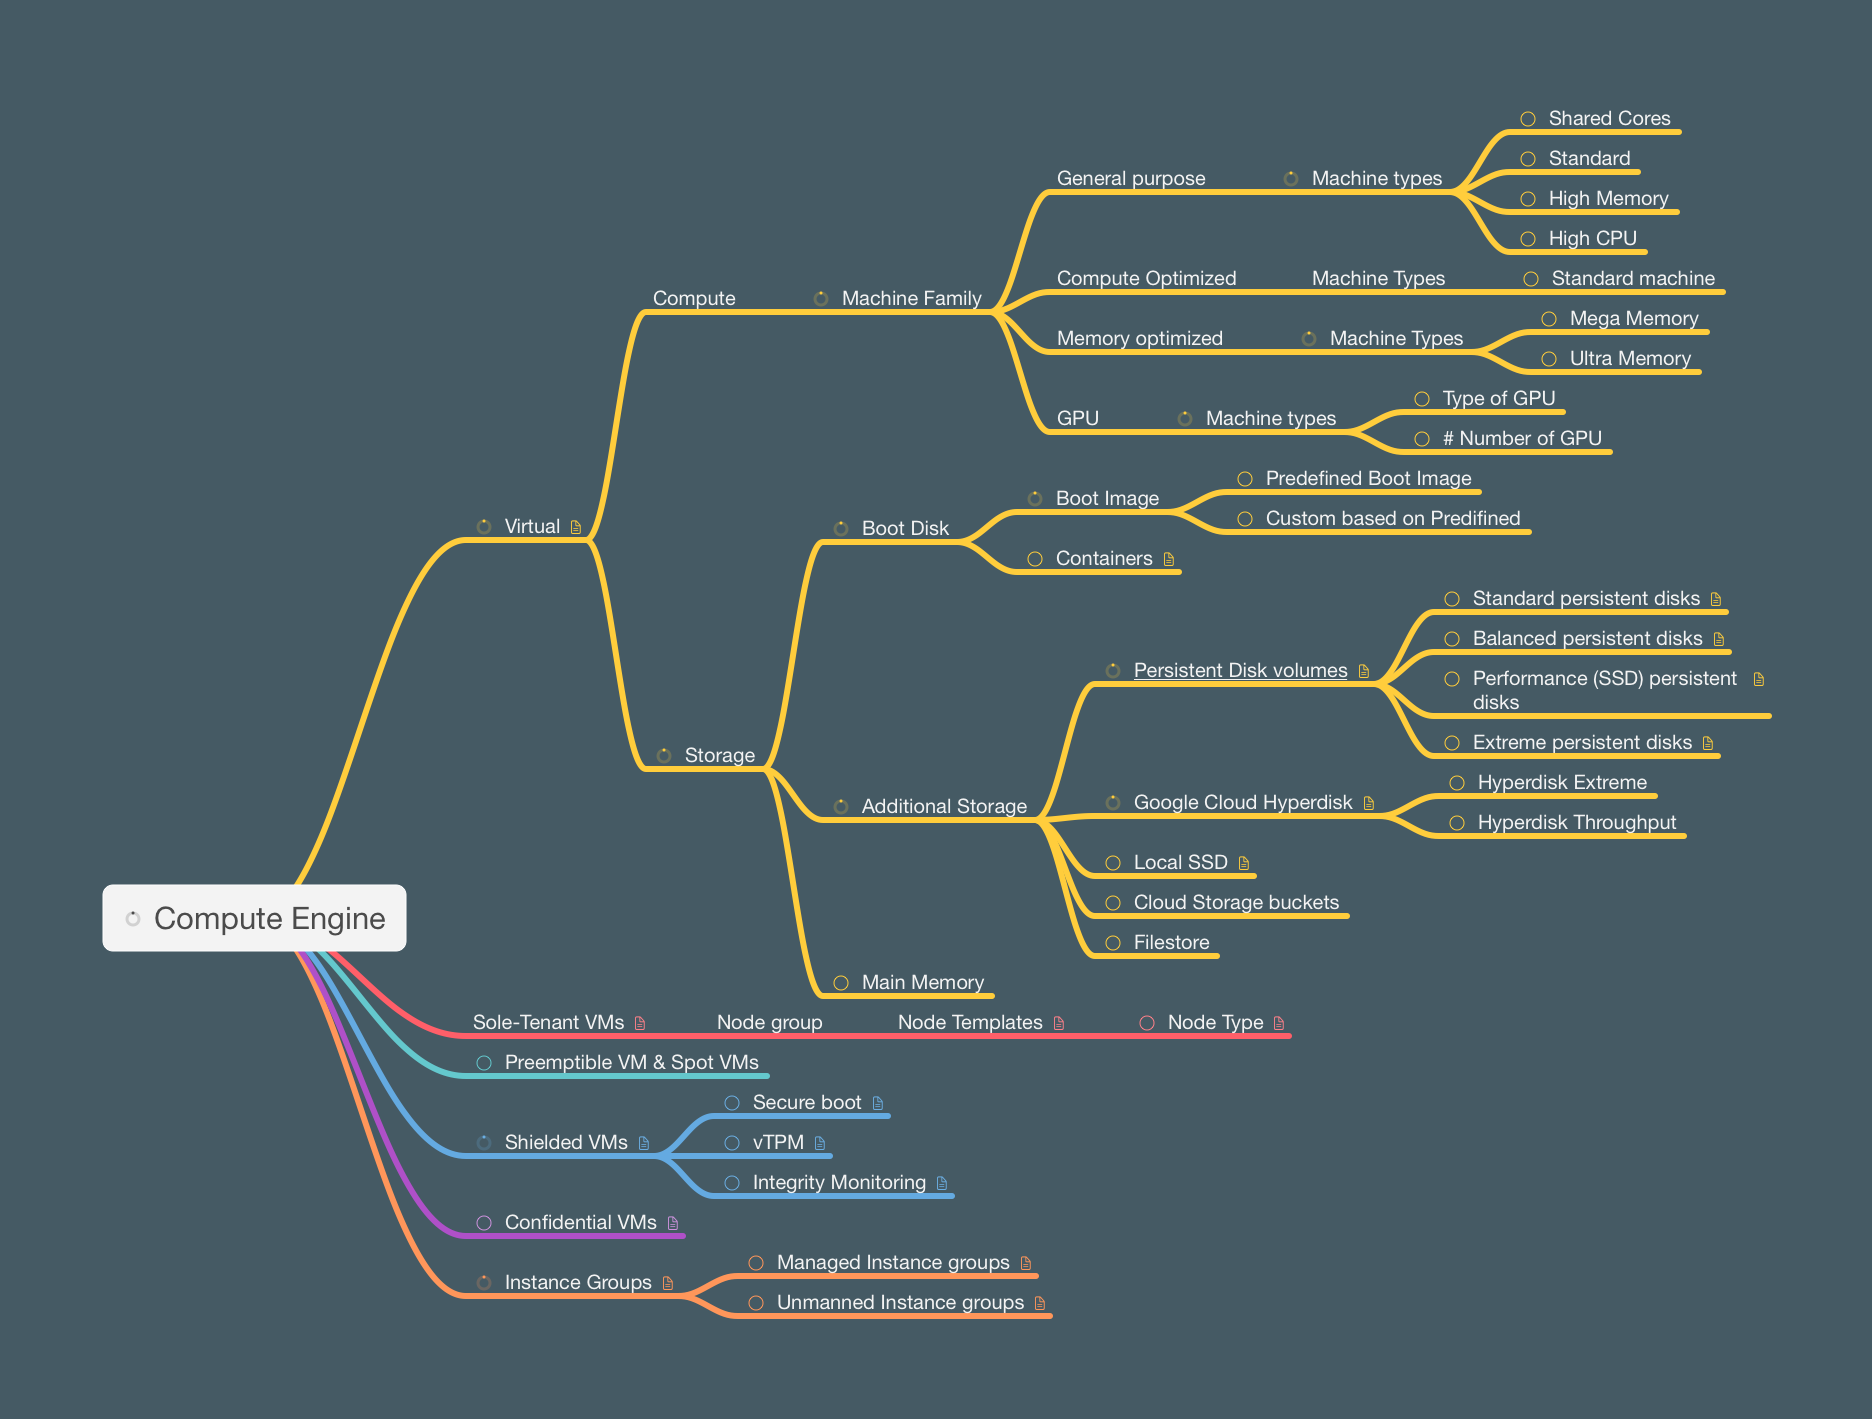 Shared Cores
Standard
General purpose
Machine types
High Memory
High CPU
Compute Optimized
Machine Types
Standard machine
Compute
Machine Family
Mega Memory
Memory optimized
Machine Types
Ultra Memory
Type of GPU
GPU
Machine types
# Number of GPU
Predefined Boot Image
Boot Image
Custom based on Predifined
Virtual
Boot Disk
Containers
Standard persistent disks
Balanced persistent disks
Persistent Disk volumes
Performance (SSD) persistent
disks
Extreme persistent disks
Storage
Hyperdisk Extreme
Additional Storage
Google Cloud Hyperdisk
Hyperdisk Throughput
Local SSD
Cloud Storage buckets
Compute Engine
Filestore
Main Memory
Sole-Tenant VMs
Node group
Node Templates
Node Type
Preemptible VM & Spot VMs
Secure boot
Shielded VMs
vTPM
Integrity Monitoring
Confidential VMs
Managed Instance groups
Instance Groups
Unmanned Instance groups